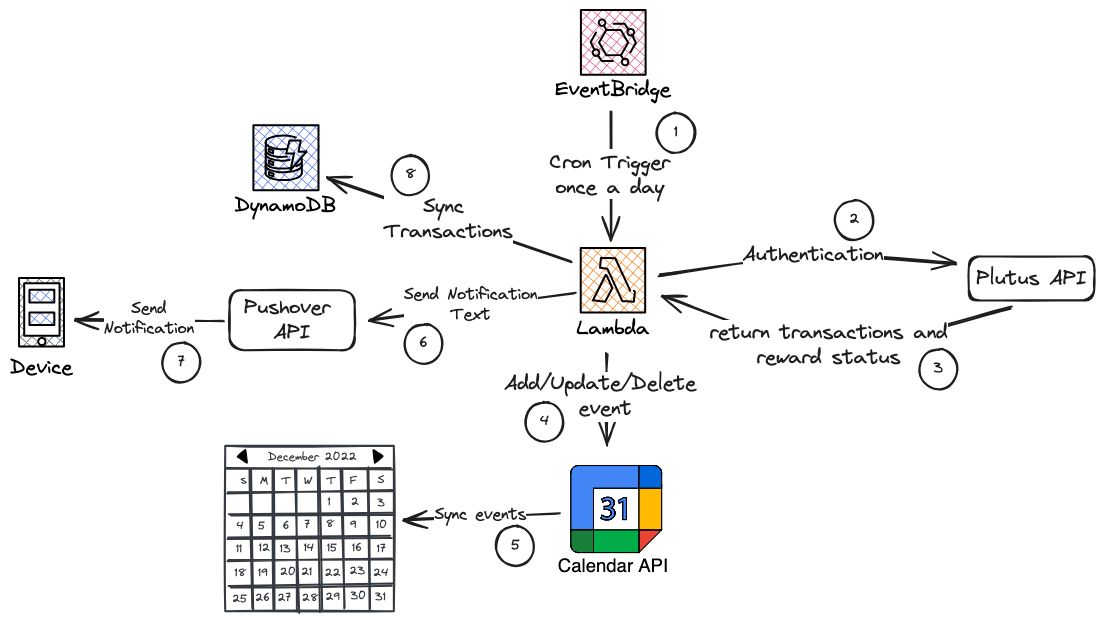 EventBridge
1
Cron Trigger
once a day
DynamoDB
8
Sync
Transactions
2
Authentication
Plutus API
Lambda
return transactions and
reward status
3
Send Notification
Text
6
Pushover
API
Send
Notification
7
Device
Add/Update/Delete
event
4
31
Calendar API
Sync events
5
December 2022
S M T W T F S
1 2 3
4 5 6 7 8 9 10
11 12 13 14 15 16 17
18 19 20 21 22 23 24
25 26 27 28 29 30 31